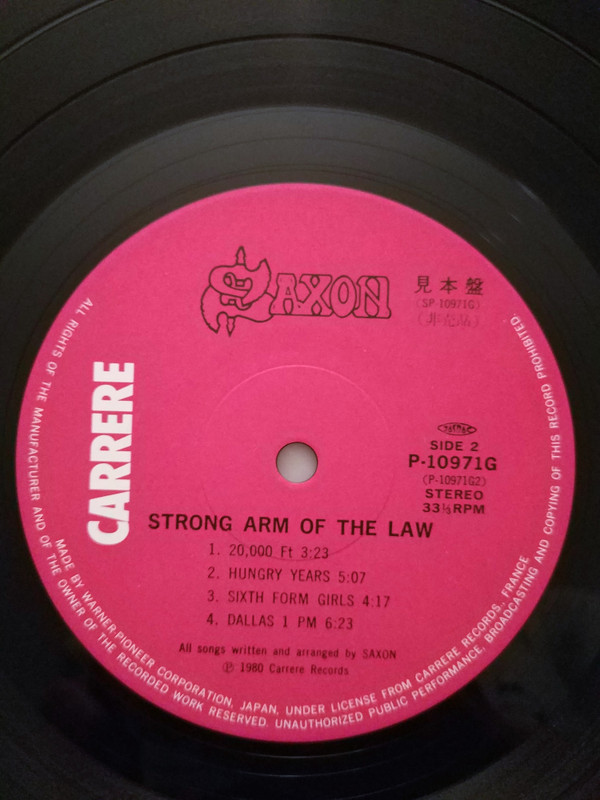 SAXON
見本盤
(SP-10971G)
(非売品)
CARRERE
SIDE 2
P-10971G
(P-10971G2)
STEREO
33⅓RPM
STRONG ARM OF THE LAW
1. 20,000 Ft 3:23
2. HUNGRY YEARS 5:07
3. SIXTH FORM GIRLS 4:17
4. DALLAS 1 PM 6:23
All songs written and arranged by SAXON
Ⓟ 1980 Carrere Records
ALL RIGHTS OF THE MANUFACTURER AND OF THE OWNER OF THE RECORDED WORK RESERVED. UNAUTHORIZED PUBLIC PERFORMANCE, BROADCASTING AND COPYING OF THIS RECORD PROHIBITED.
MADE BY WARNER-PIONEER CORPORATION, JAPAN, UNDER LICENSE FROM CARRERE RECORDS, FRANCE